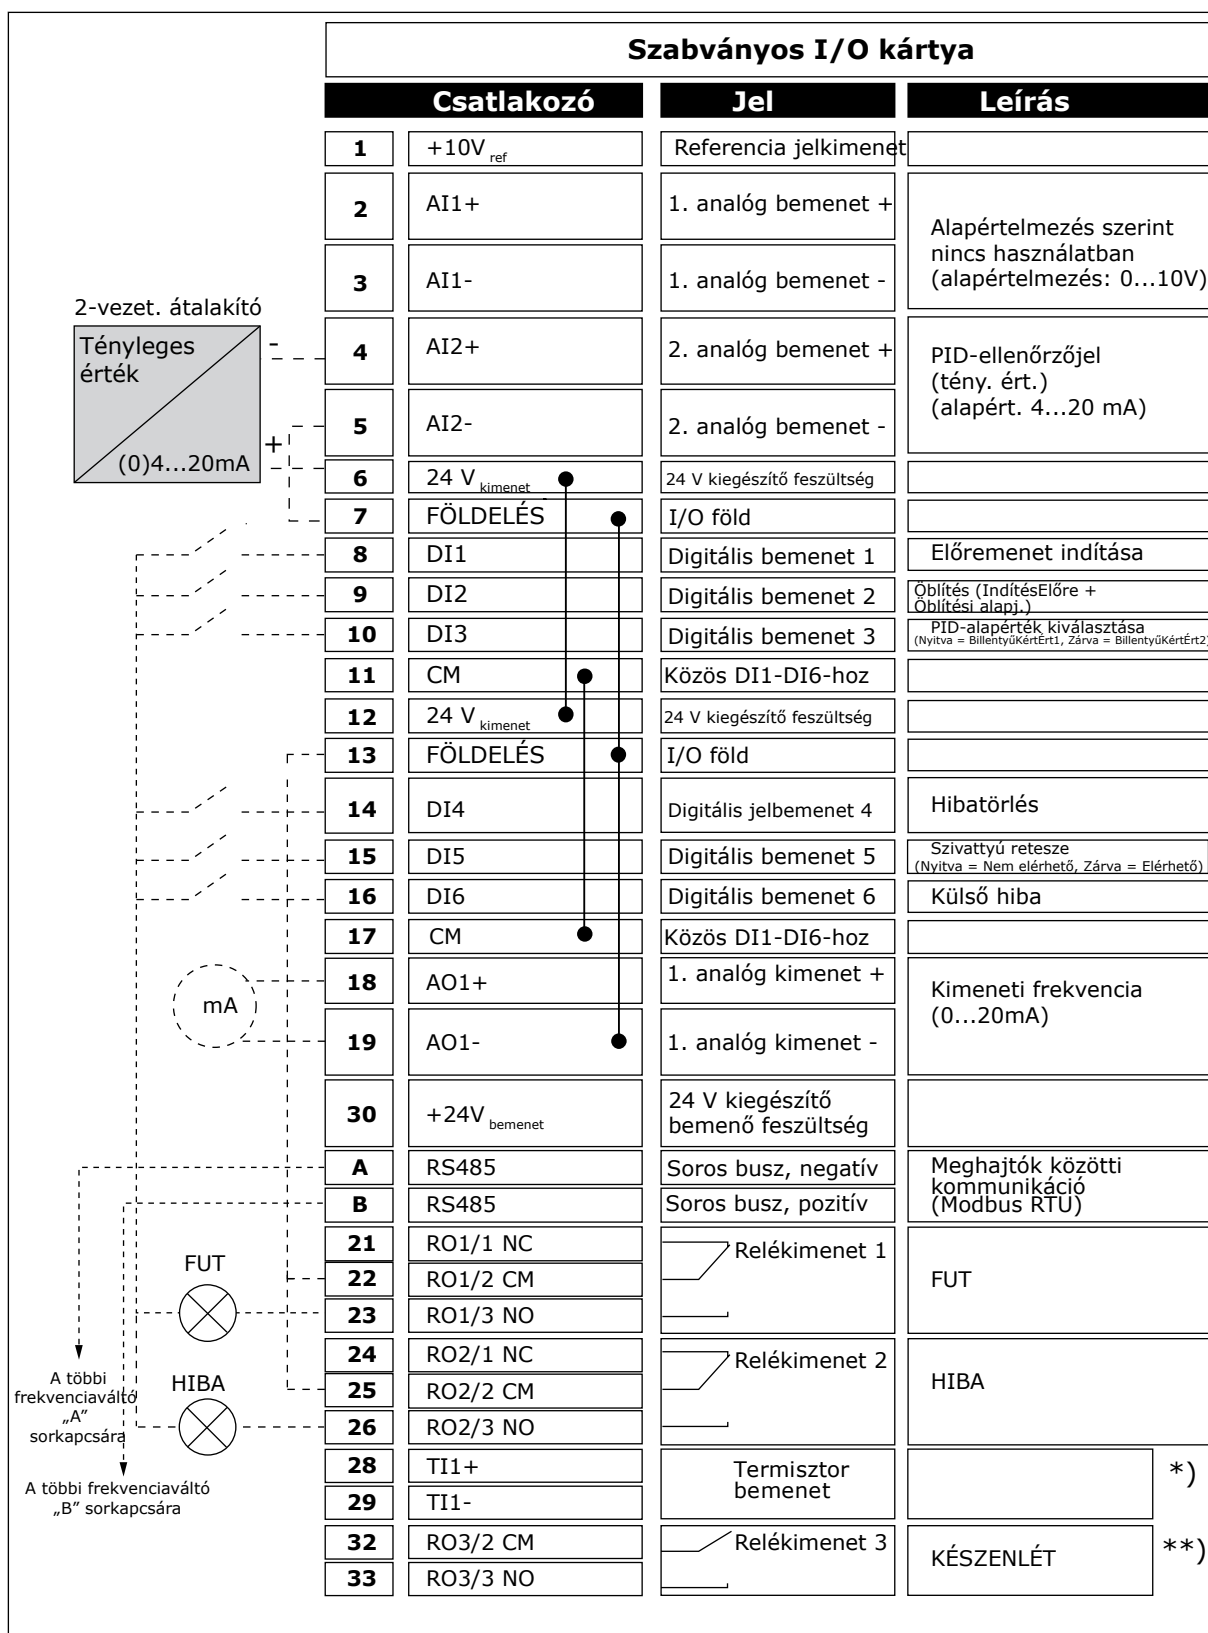 Szabványos I/O kártya
Csatlakozó Jel Leírás
1 +10V ref Referencia jelkimenet
2 AI1+ 1. analóg bemenet +
3 AI1- 1. analóg bemenet -
Alapértelmezés szerint
nincs használatban
(alapértelmezés: 0...10V)
2-vezet. átalakító
Tényleges
érték
-
+
(0)4...20mA
4 AI2+ 2. analóg bemenet +
5 AI2- 2. analóg bemenet -
PID-ellenőrzőjel
(tény. ért.)
(alapért. 4...20 mA)
6 24 V kimenet 24 V kiegészítő feszültség
7 FÖLDELÉS I/O föld
8 DI1 Digitális bemenet 1 Előremenet indítása
9 DI2 Digitális bemenet 2 Öblítés (IndítésElőre +
Öblítési alapj.)
10 DI3 Digitális bemenet 3 PID-alapérték kiválasztása
(Nyitva = BillentyűKértÉrt1, Zárva = BillentyűKértÉrt2)
11 CM Közös DI1-DI6-hoz
12 24 V kimenet 24 V kiegészítő feszültség
13 FÖLDELÉS I/O föld
14 DI4 Digitális jelbemenet 4 Hibatörlés
15 DI5 Digitális bemenet 5 Szivattyú retesze
(Nyitva = Nem elérhető, Zárva = Elérhető)
16 DI6 Digitális bemenet 6 Külső hiba
17 CM Közös DI1-DI6-hoz
mA
18 AO1+ 1. analóg kimenet +
19 AO1- 1. analóg kimenet -
Kimeneti frekvencia
(0...20mA)
30 +24V bemenet 24 V kiegészítő
bemenő feszültség
A RS485 Soros busz, negatív
B RS485 Soros busz, pozitív
Meghajtók közötti
kommunikáció
(Modbus RTU)
21 RO1/1 NC Relékimenet 1
22 RO1/2 CM FUT
23 RO1/3 NO
FUT
24 RO2/1 NC Relékimenet 2
25 RO2/2 CM HIBA
26 RO2/3 NO
HIBA
A többi
frekvenciaváltó
„A”
sorkapcsára
A többi frekvenciaváltó
„B” sorkapcsára
28 TI1+ Termisztor
bemenet
*)
29 TI1-
32 RO3/2 CM Relékimenet 3 KÉSZENLÉT **)
33 RO3/3 NO